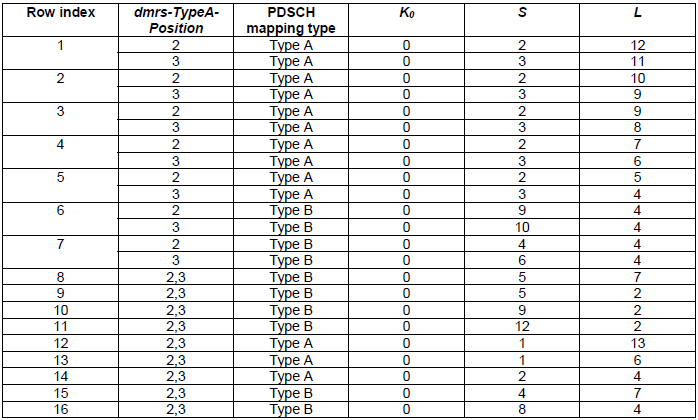 Row index dmrs-TypeA-Position PDSCH mapping type K0 S L
1 2 Type A 0 2 12
3 Type A 0 3 11
2 2 Type A 0 2 10
3 Type A 0 3 9
3 2 Type A 0 2 9
3 Type A 0 3 8
4 2 Type A 0 2 7
3 Type A 0 3 6
5 2 Type A 0 2 5
3 Type A 0 3 4
6 2 Type B 0 9 4
3 Type B 0 10 4
7 2 Type B 0 4 4
3 Type B 0 6 4
8 2,3 Type B 0 5 7
9 2,3 Type B 0 5 2
10 2,3 Type B 0 9 2
11 2,3 Type B 0 12 2
12 2,3 Type A 0 1 13
13 2,3 Type A 0 1 6
14 2,3 Type A 0 2 4
15 2,3 Type B 0 4 7
16 2,3 Type B 0 8 4